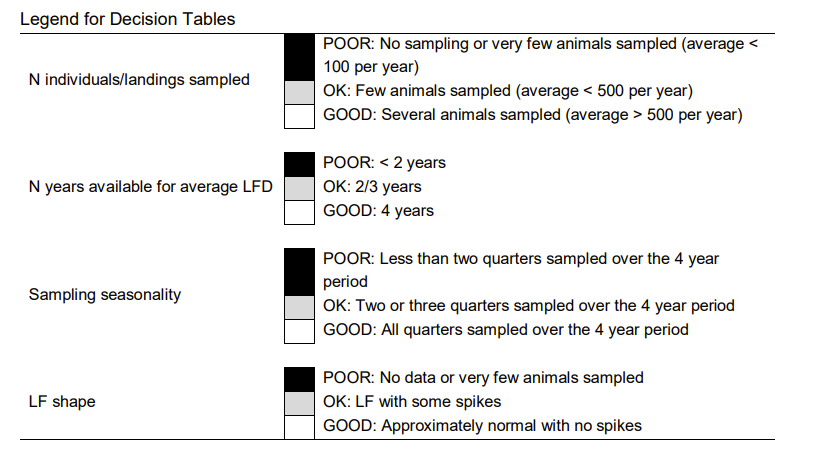 Legend for Decision Tables
POOR: No sampling or very few animals sampled (average <
100 per year)
N individuals/landings sampled
OK: Few animals sampled (average < 500 per year)
GOOD: Several animals sampled (average > 500 per year)
POOR: < 2 years
N years available for average LFD
OK: 2/3 years
GOOD: 4 years
POOR: Less than two quarters sampled over the 4 year
period
Sampling seasonality
OK: Two or three quarters sampled over the 4 year period
GOOD: All quarters sampled over the 4 year period
POOR: No data or very few animals sampled
LF shape
OK: LF with some spikes
GOOD: Approximately normal with no spikes